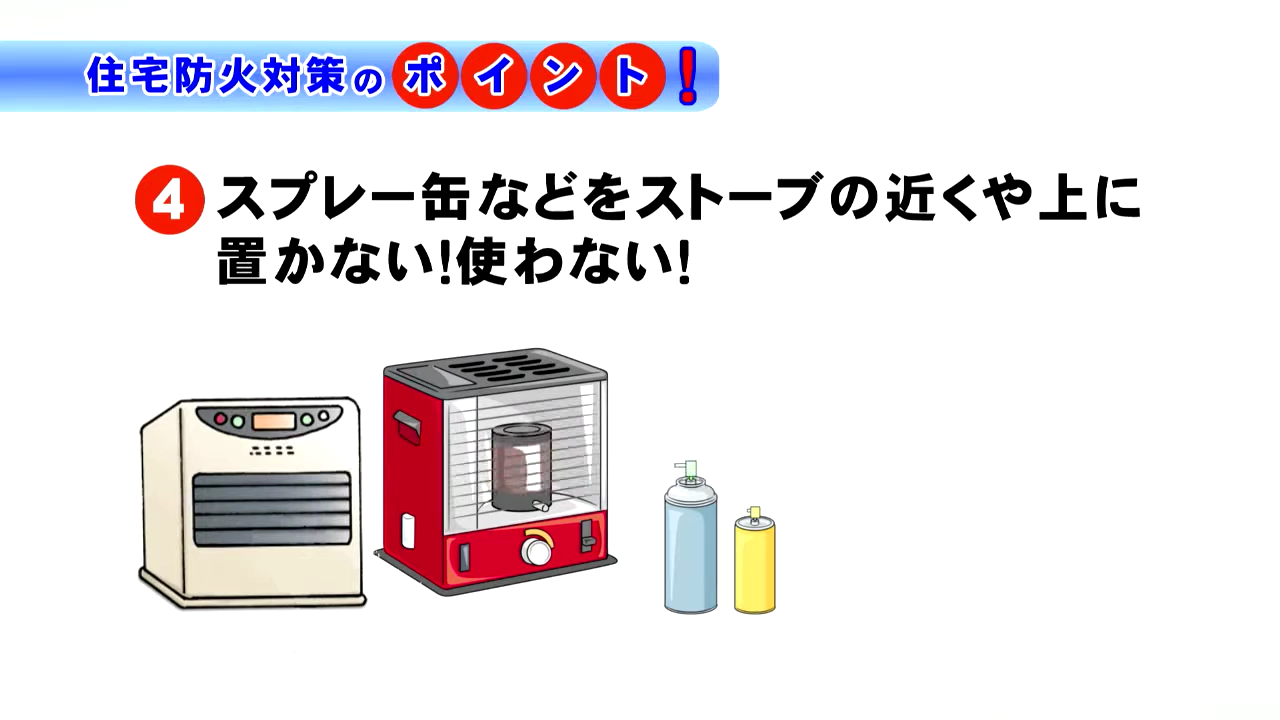 住宅防火対策のポイント!
4 スプレー缶などをストーブの近くや上に
置かない!使わない!